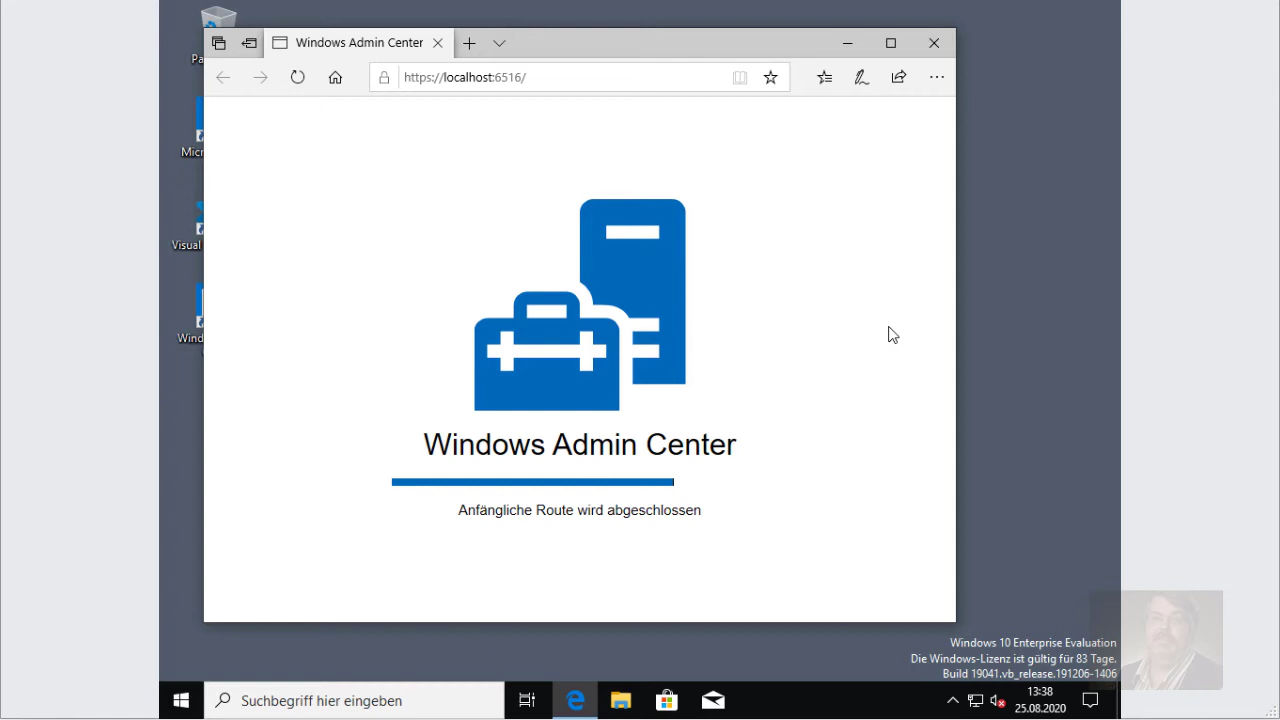 Pa
Windows Admin Center
https://localhost:6516/
Micr
Visual
Wind
Windows Admin Center
Anfängliche Route wird abgeschlossen
Windows 10 Enterprise Evaluation
Die Windows-Lizenz ist gültig für 83 Tage.
Build 19041.vb_release.191206-1406
Suchbegriff hier eingeben
13:38
25.08.2020